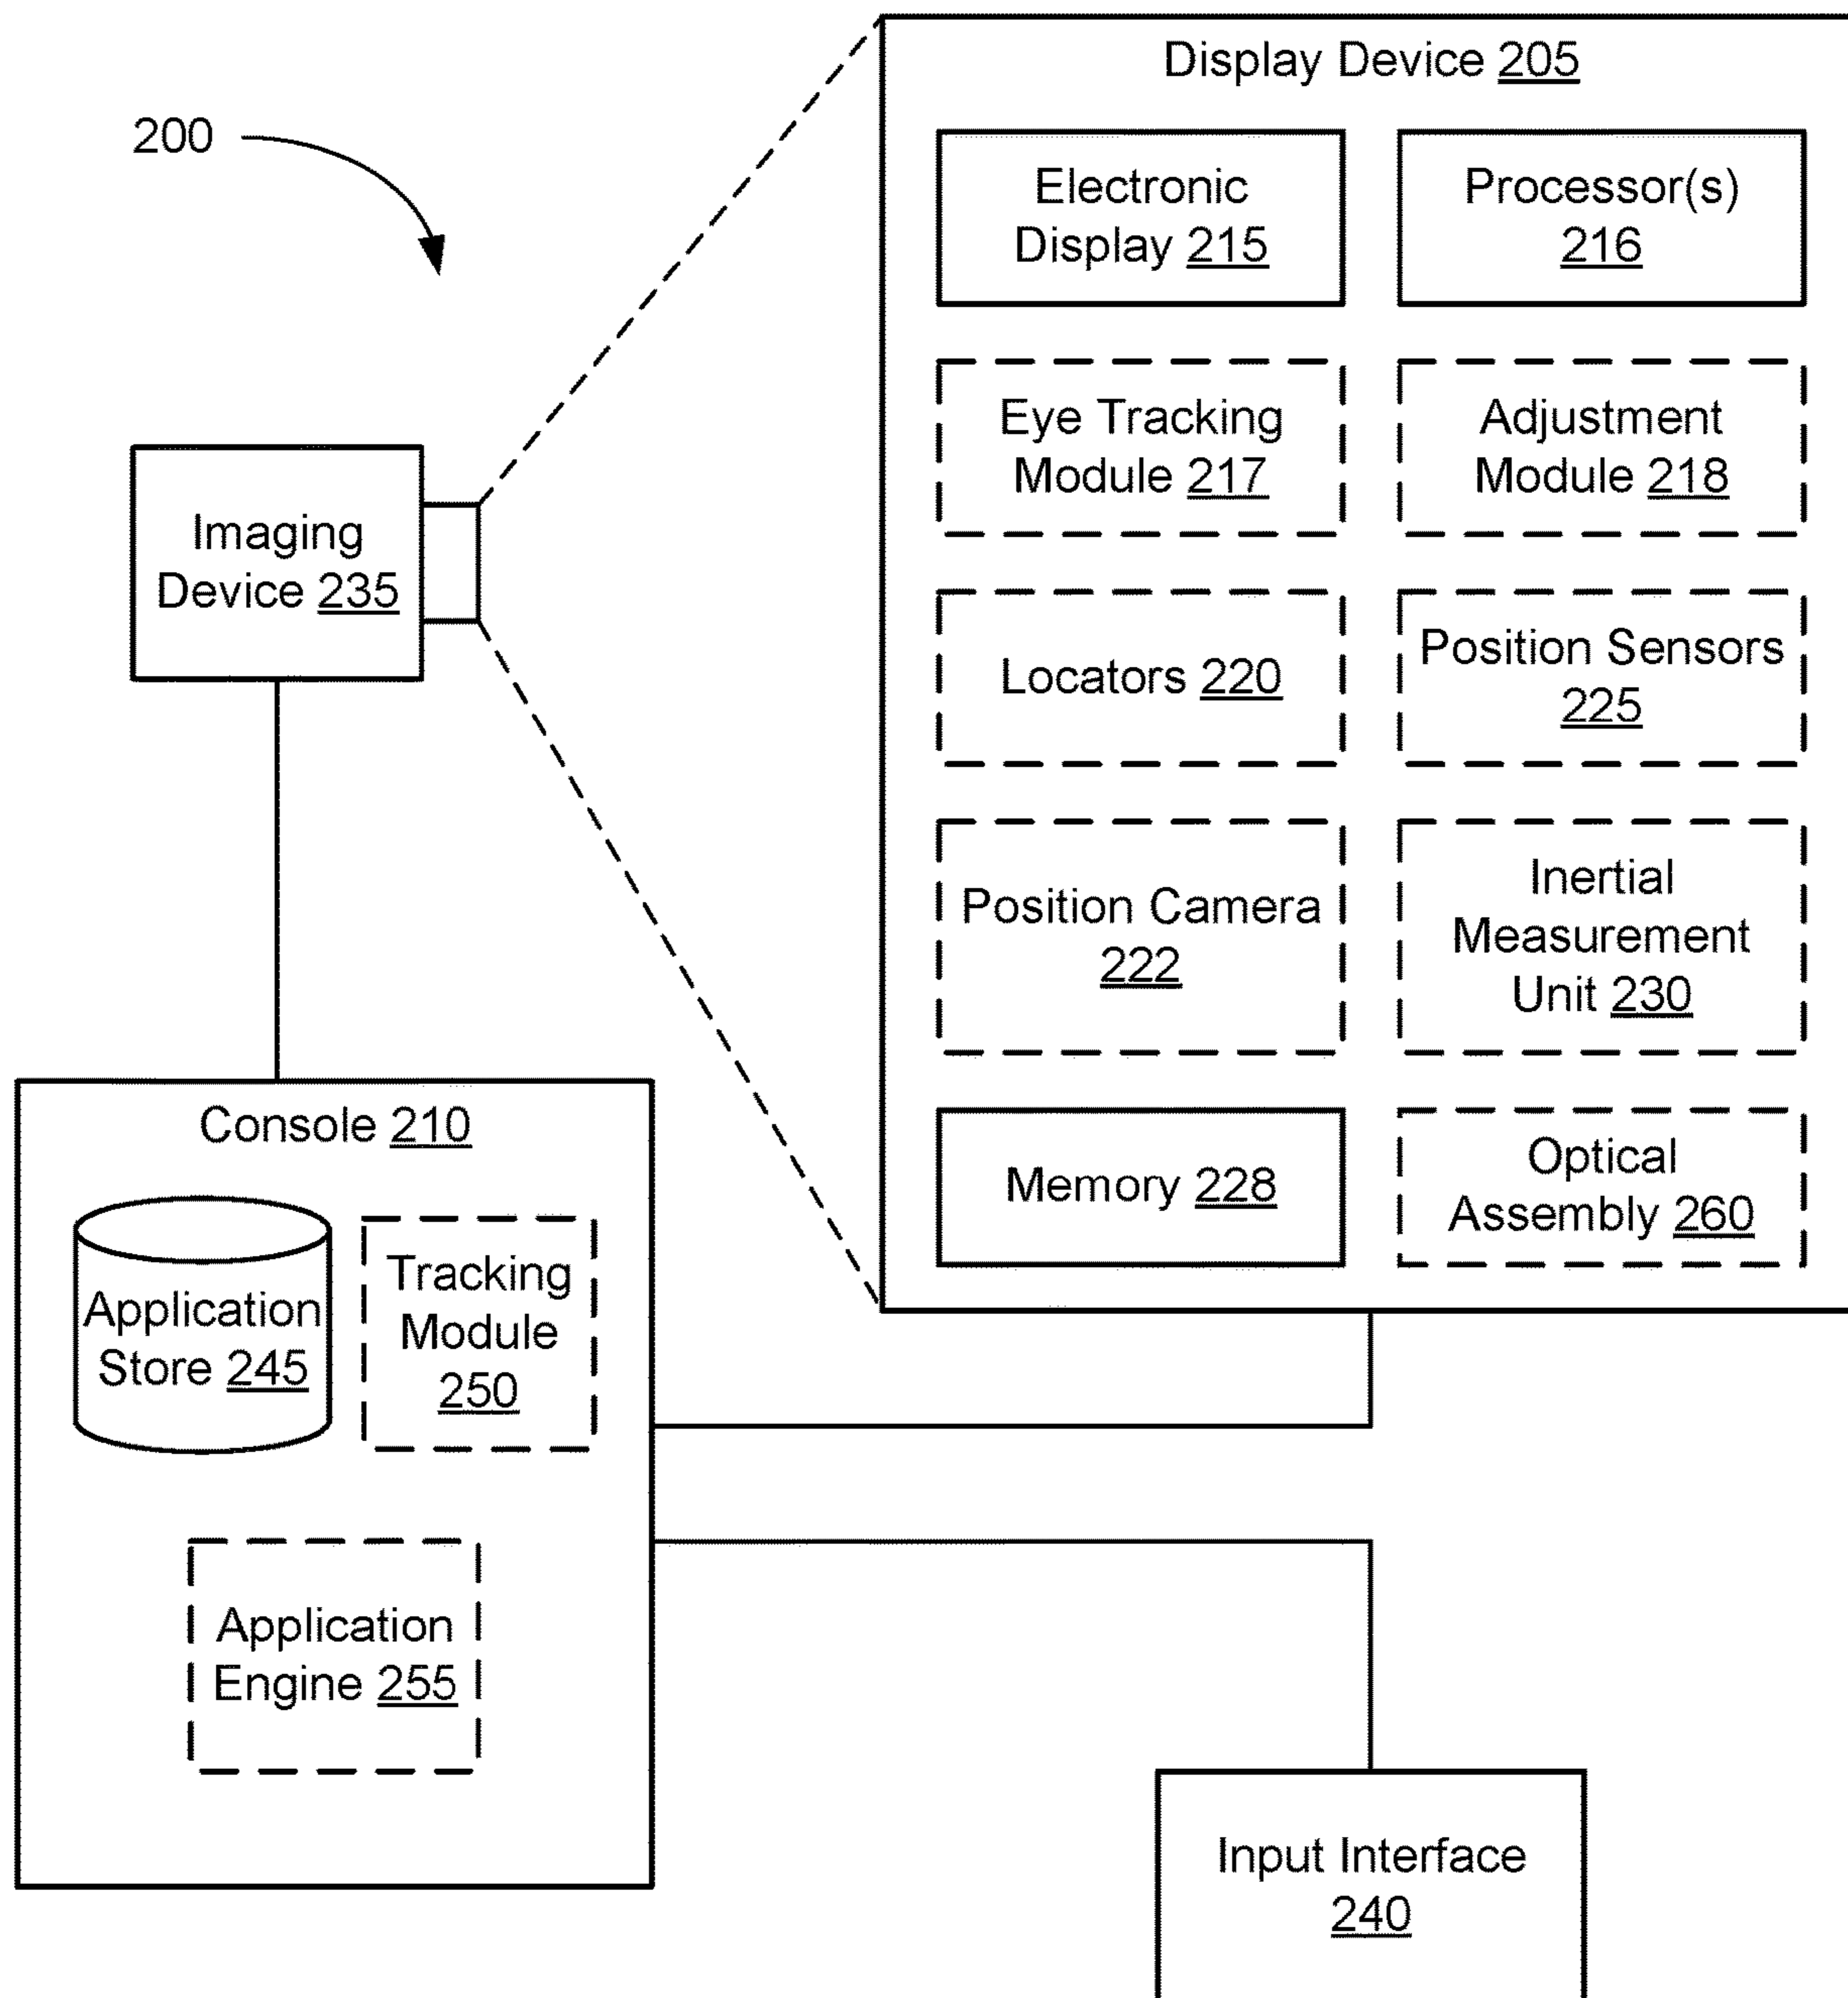 200
Display Device 205
Electronic
Display 215
Processor(s)
216
Eye Tracking
Module 217
Adjustment
Module 218
Imaging
Device 235
Locators 220
Position Sensors
225
Position Camera
222
Inertial
Measurement
Unit 230
Memory 228
Optical
Assembly 260
Console 210
Application
Store 245
Tracking
Module
250
Application
Engine 255
Input Interface
240